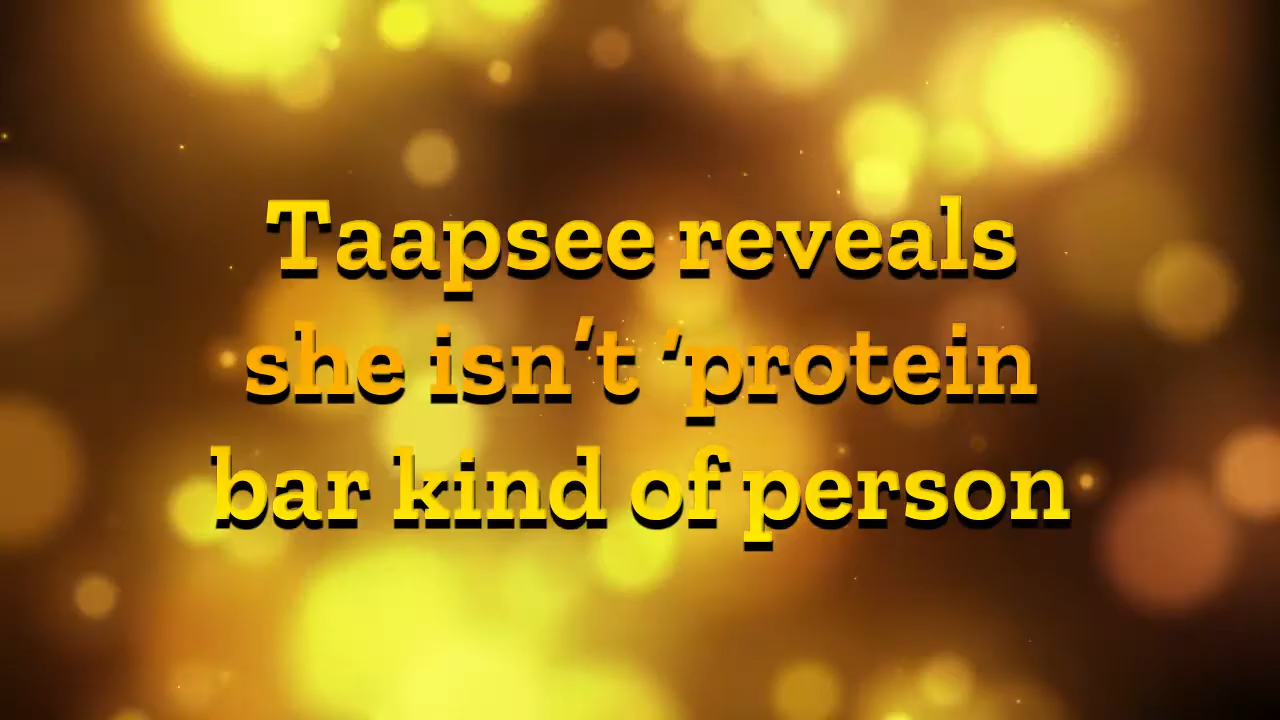 Taapsee reveals
she isn’t ‘protein
bar kind of person